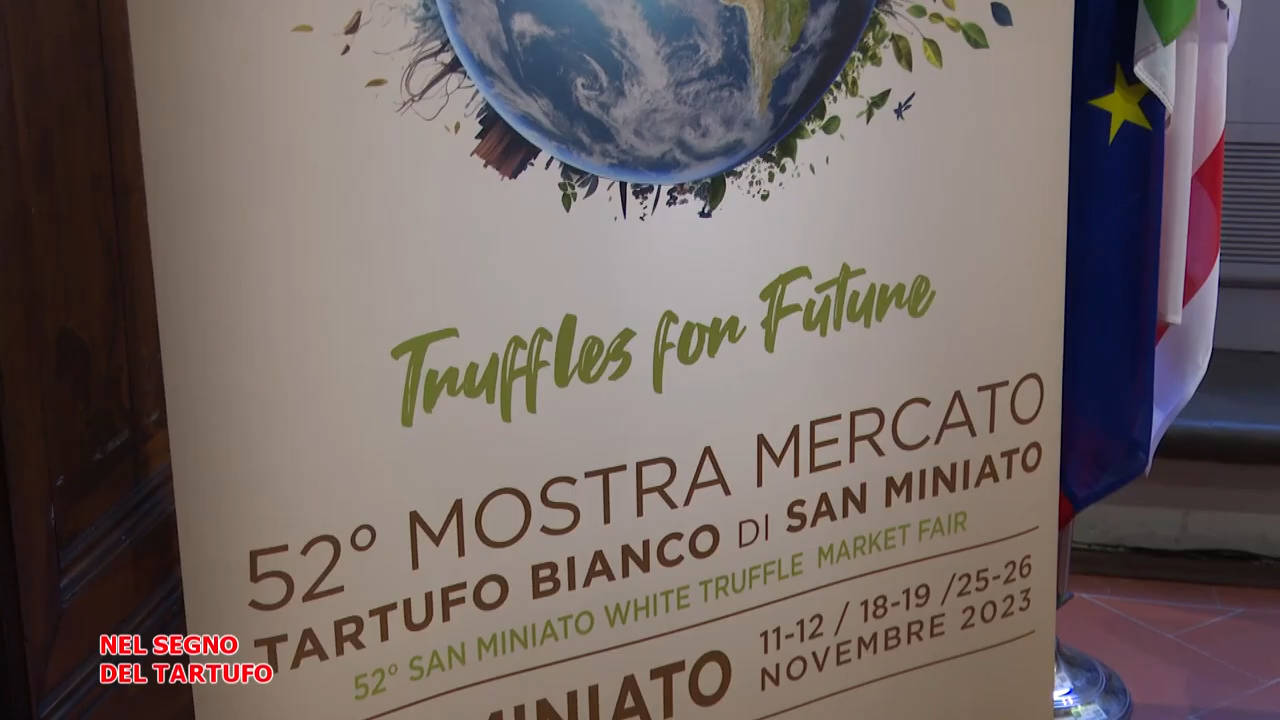 Truffles for Future
52° MOSTRA MERCATO
TARTUFO BIANCO DI SAN MINIATO
52° SAN MINIATO WHITE TRUFFLE MARKET FAIR
11-12 / 18-19 /25-26
NOVEMBRE 2023
MINIATO
NEL SEGNO
DEL TARTUFO